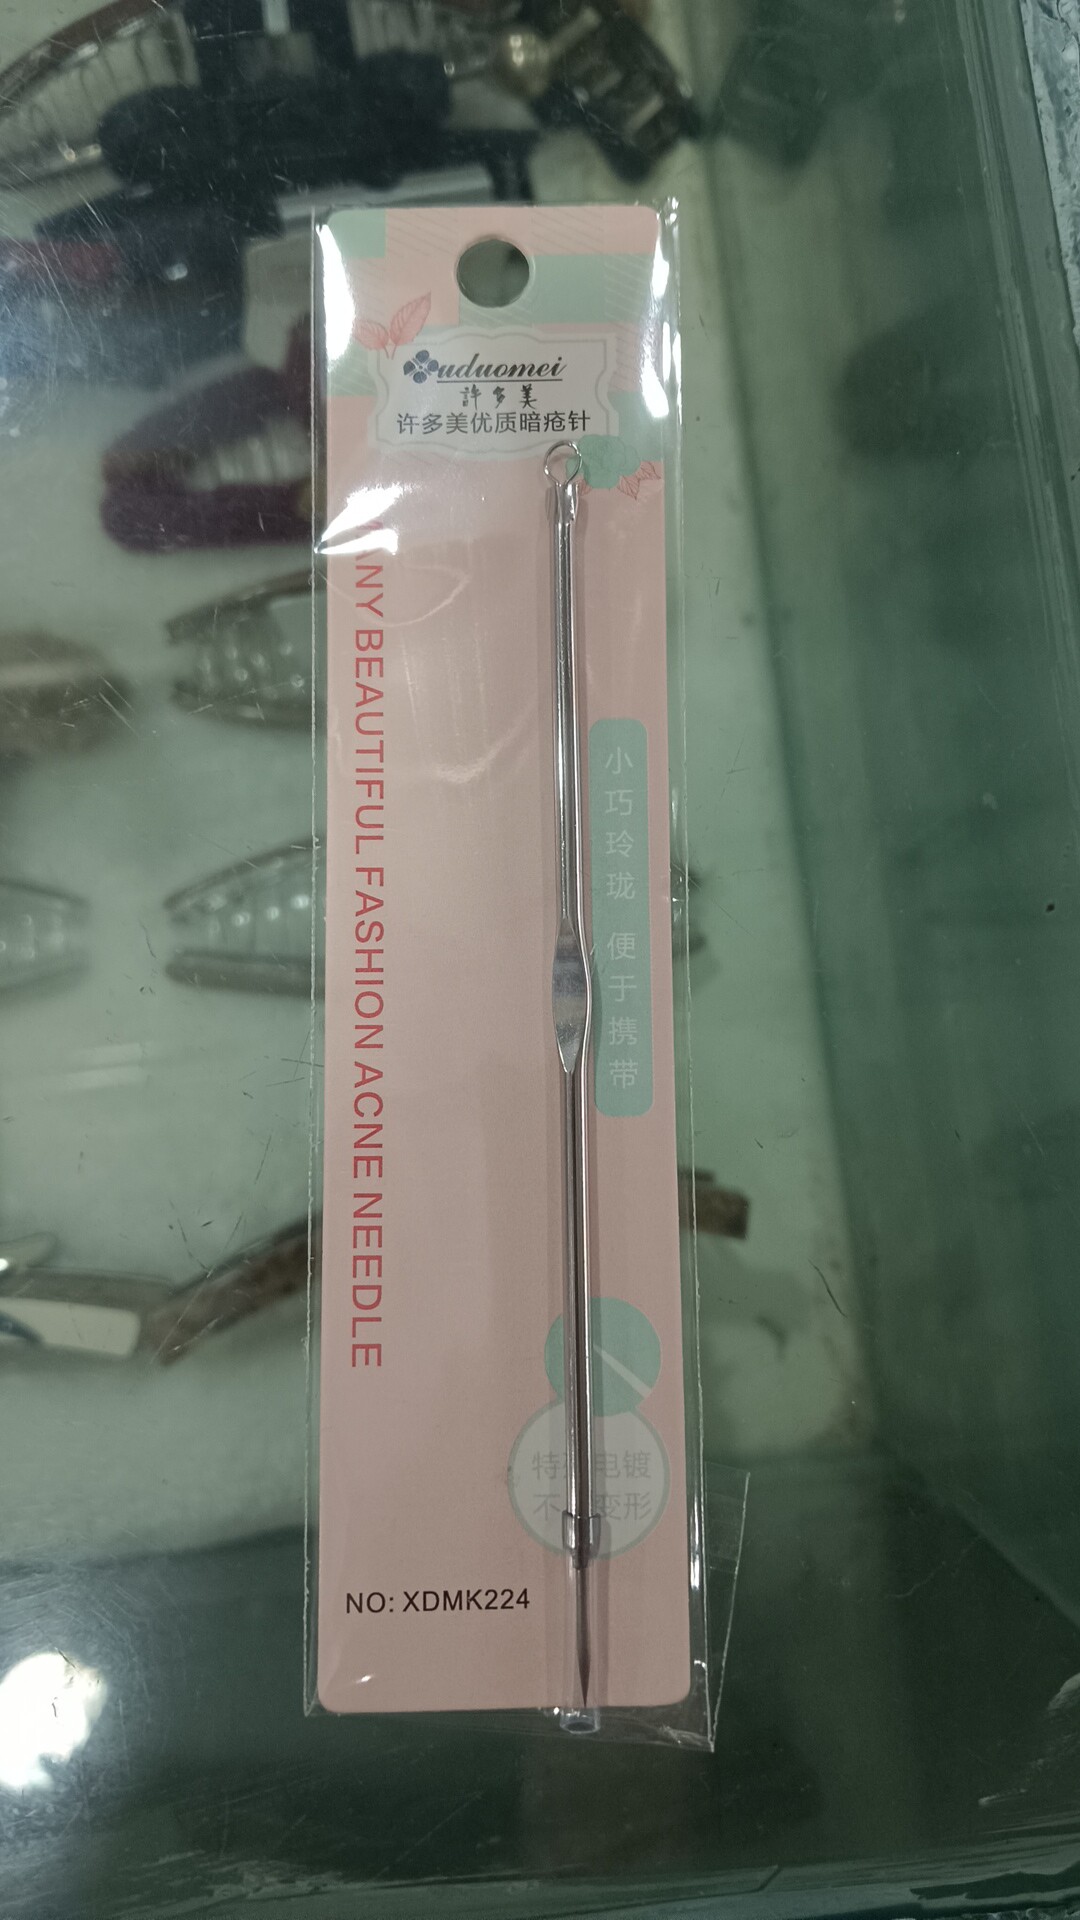 uduomei
許多美
许多美优质暗疮针
ANY BEAUTIFUL FASHION ACNE NEEDLE
小巧玲珑 便于携带
特 电镀
不 变形
NO: XDMK224